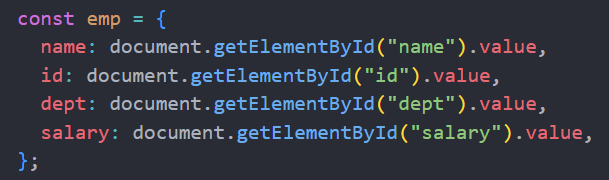 const emp = {
  name: document.getElementById("name").value,
  id: document.getElementById("id").value,
  dept: document.getElementById("dept").value,
  salary: document.getElementById("salary").value,
};